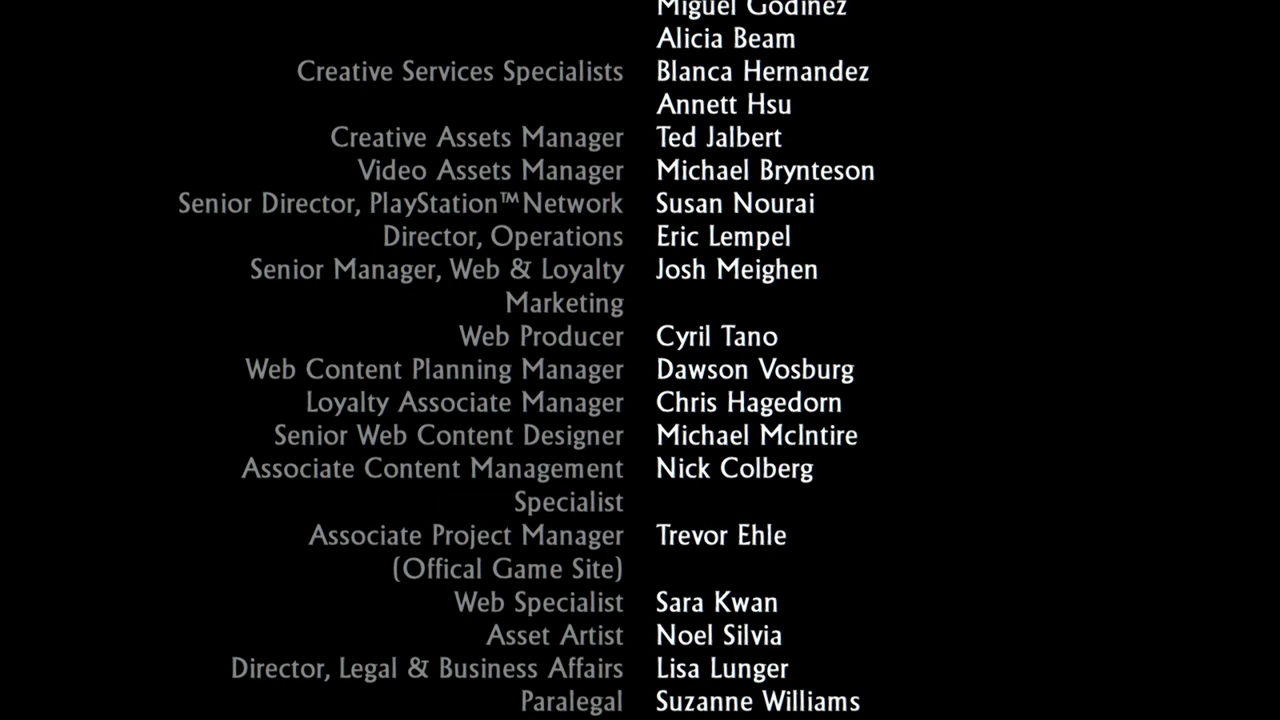 Miguel Godinez
Alicia Beam
Creative Services Specialists Blanca Hernandez
Annett Hsu
Creative Assets Manager Ted Jalbert
Video Assets Manager Michael Brynteson
Senior Director, PlayStation™Network Susan Nourai
Director, Operations Eric Lempel
Senior Manager, Web & Loyalty Josh Meighen
Marketing
Web Producer Cyril Tano
Web Content Planning Manager Dawson Vosburg
Loyalty Associate Manager Chris Hagedorn
Senior Web Content Designer Michael McIntire
Associate Content Management Nick Colberg
Specialist
Associate Project Manager Trevor Ehle
(Offical Game Site)
Web Specialist Sara Kwan
Asset Artist Noel Silvia
Director, Legal & Business Affairs Lisa Lunger
Paralegal Suzanne Williams